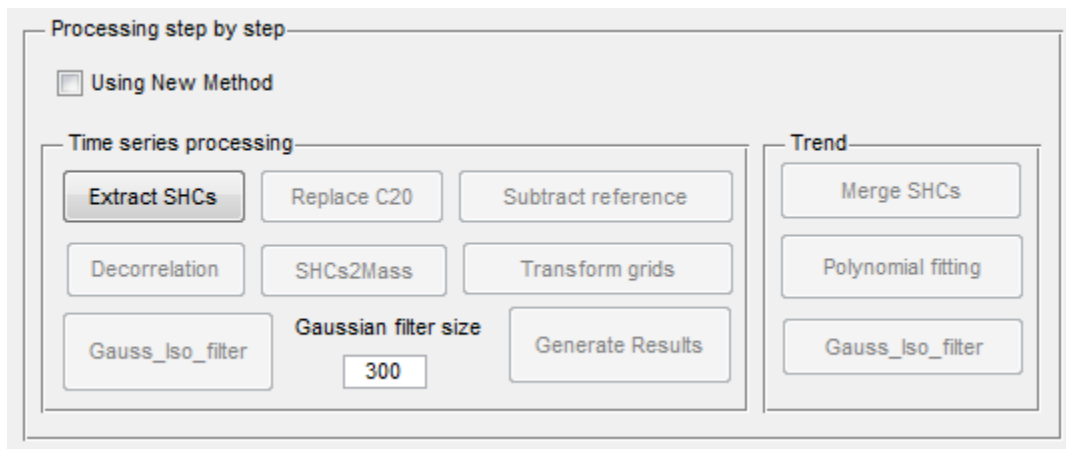 Processing step by step
Using New Method
Time series processing
Extract SHCs
Replace C20
Subtract reference
Decorrelation
SHCs2Mass
Transform grids
Gauss_Iso_filter
Gaussian filter size
300
Generate Results
Trend
Merge SHCs
Polynomial fitting
Gauss_Iso_filter